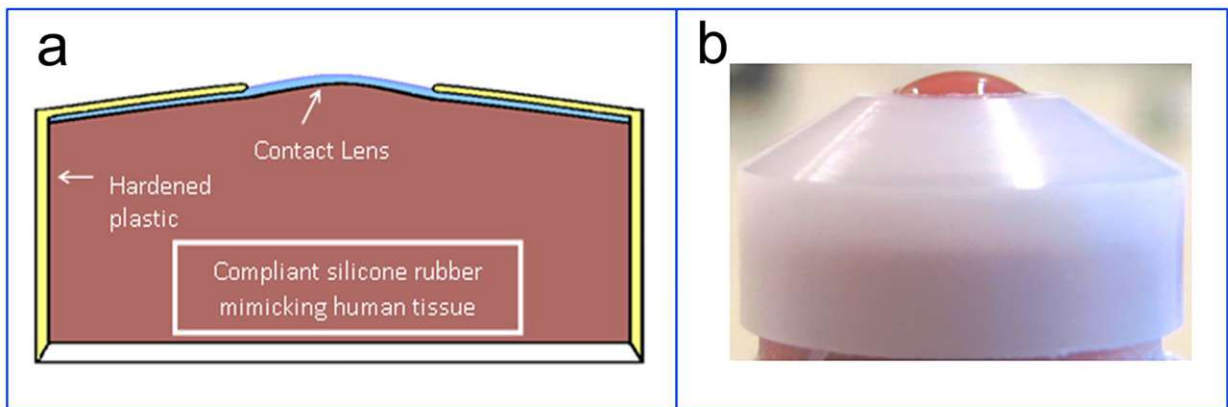 a
Contact Lens
Hardened
plastic
Compliant silicone rubber
mimicking human tissue
b